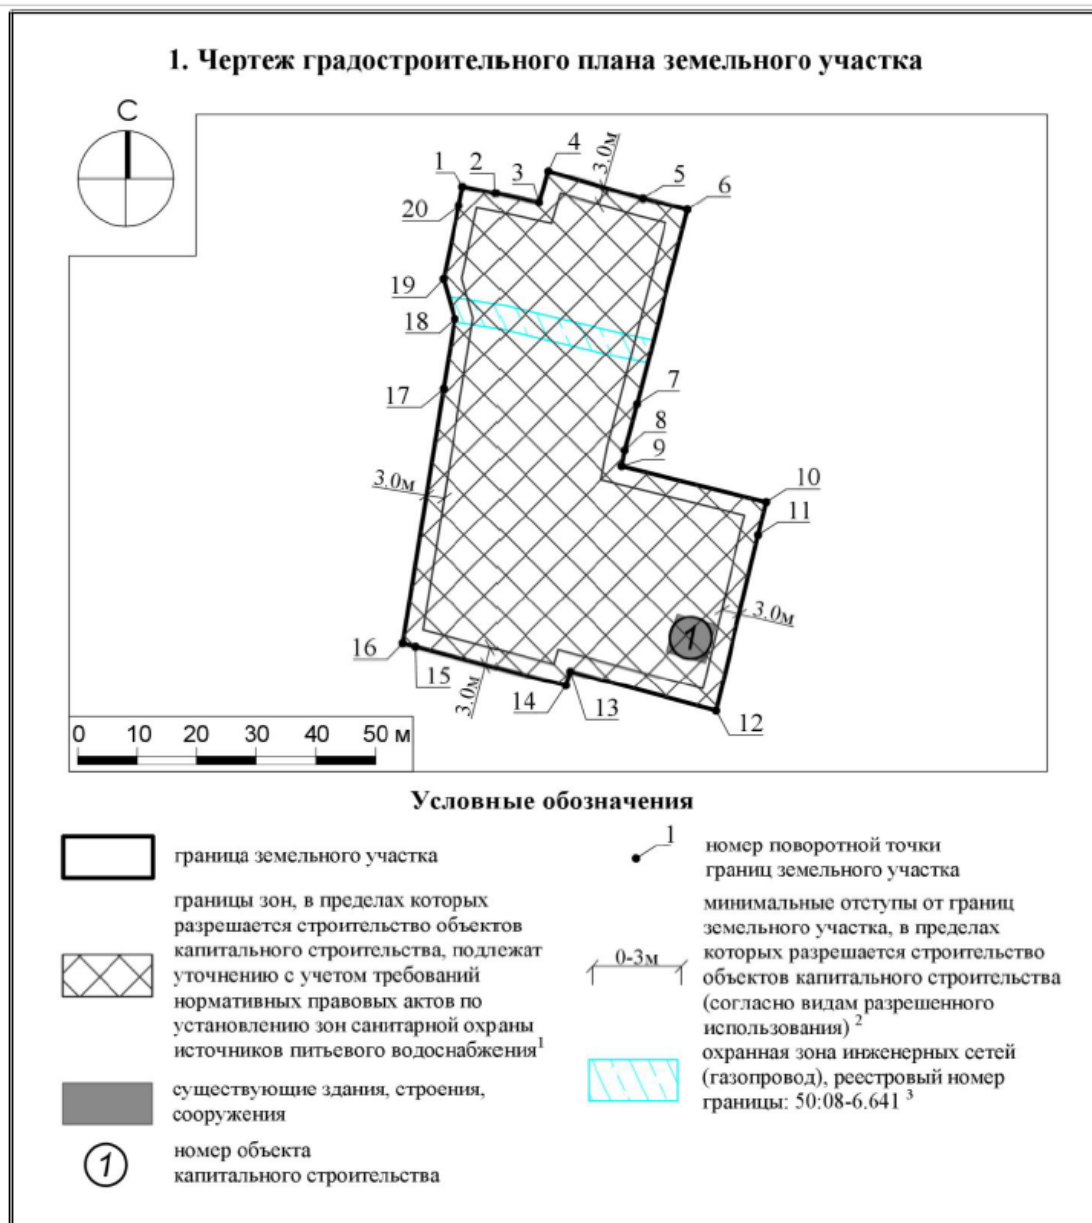 1. Чертеж градостроительного плана земельного участка
С
1
2
3
4
3.0м
5
6
20
19
18
17
7
8
9
10
11
3.0м
3.0м
1
16
15
3.0м
14
13
12
0 10 20 30 40 50 м
Условные обозначения
граница земельного участка
границы зон, в пределах которых
разрешается строительство объектов
капитального строительства, подлежат
уточнению с учетом требований
нормативных правовых актов по
установлению зон санитарной охраны
источников питьевого водоснабжения¹
существующие здания, строения,
сооружения
1
номер объекта
капитального строительства
1
номер поворотной точки
границ земельного участка
0-3м
минимальные отступы от границ
земельного участка, в пределах
которых разрешается строительство
объектов капитального строительства
(согласно видам разрешенного
использования) ²
охранная зона инженерных сетей
(газопровод), реестровый номер
границы: 50:08-6.641 ³